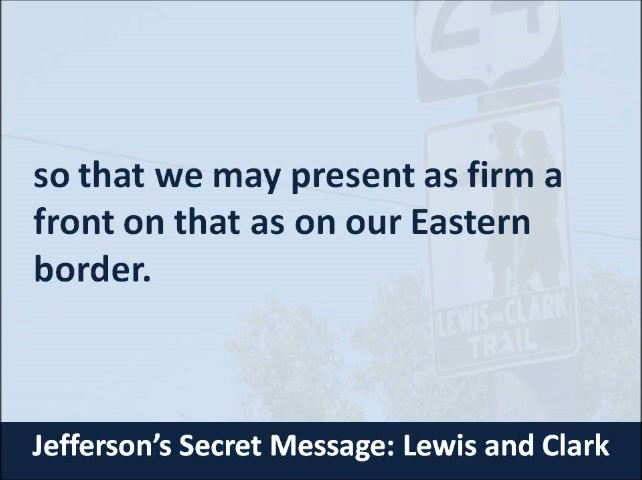 24
so that we may present as firm a
front on that as on our Eastern
border.
LEWIS AND CLARK
TRAIL
Jefferson’s Secret Message: Lewis and Clark